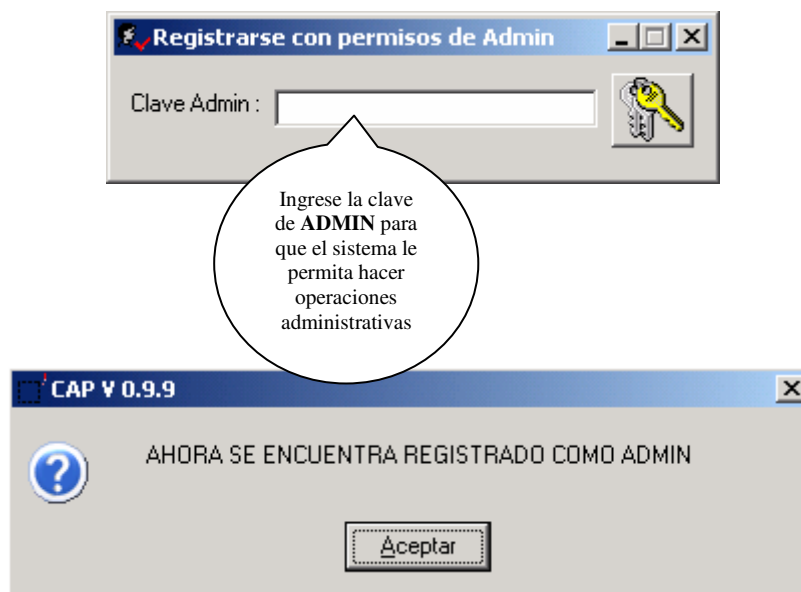 Registrarse con permisos de Admin
Clave Admin :
Ingrese la clave
de ADMIN para
que el sistema le
permita hacer
operaciones
administrativas
CAP V 0.9.9
AHORA SE ENCUENTRA REGISTRADO COMO ADMIN
Aceptar